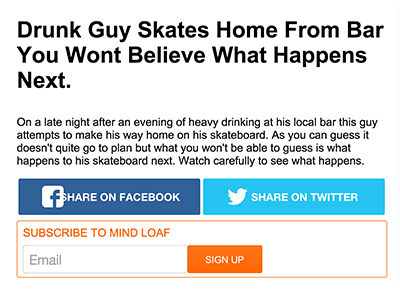 Drunk Guy Skates Home From Bar
You Wont Believe What Happens
Next.
On a late night after an evening of heavy drinking at his local bar this guy
attempts to make his way home on his skateboard. As you can guess it
doesn't quite go to plan but what you won't be able to guess is what
happens to his skateboard next. Watch carefully to see what happens.
SHARE ON FACEBOOK
SHARE ON TWITTER
SUBSCRIBE TO MIND LOAF
Email
SIGN UP